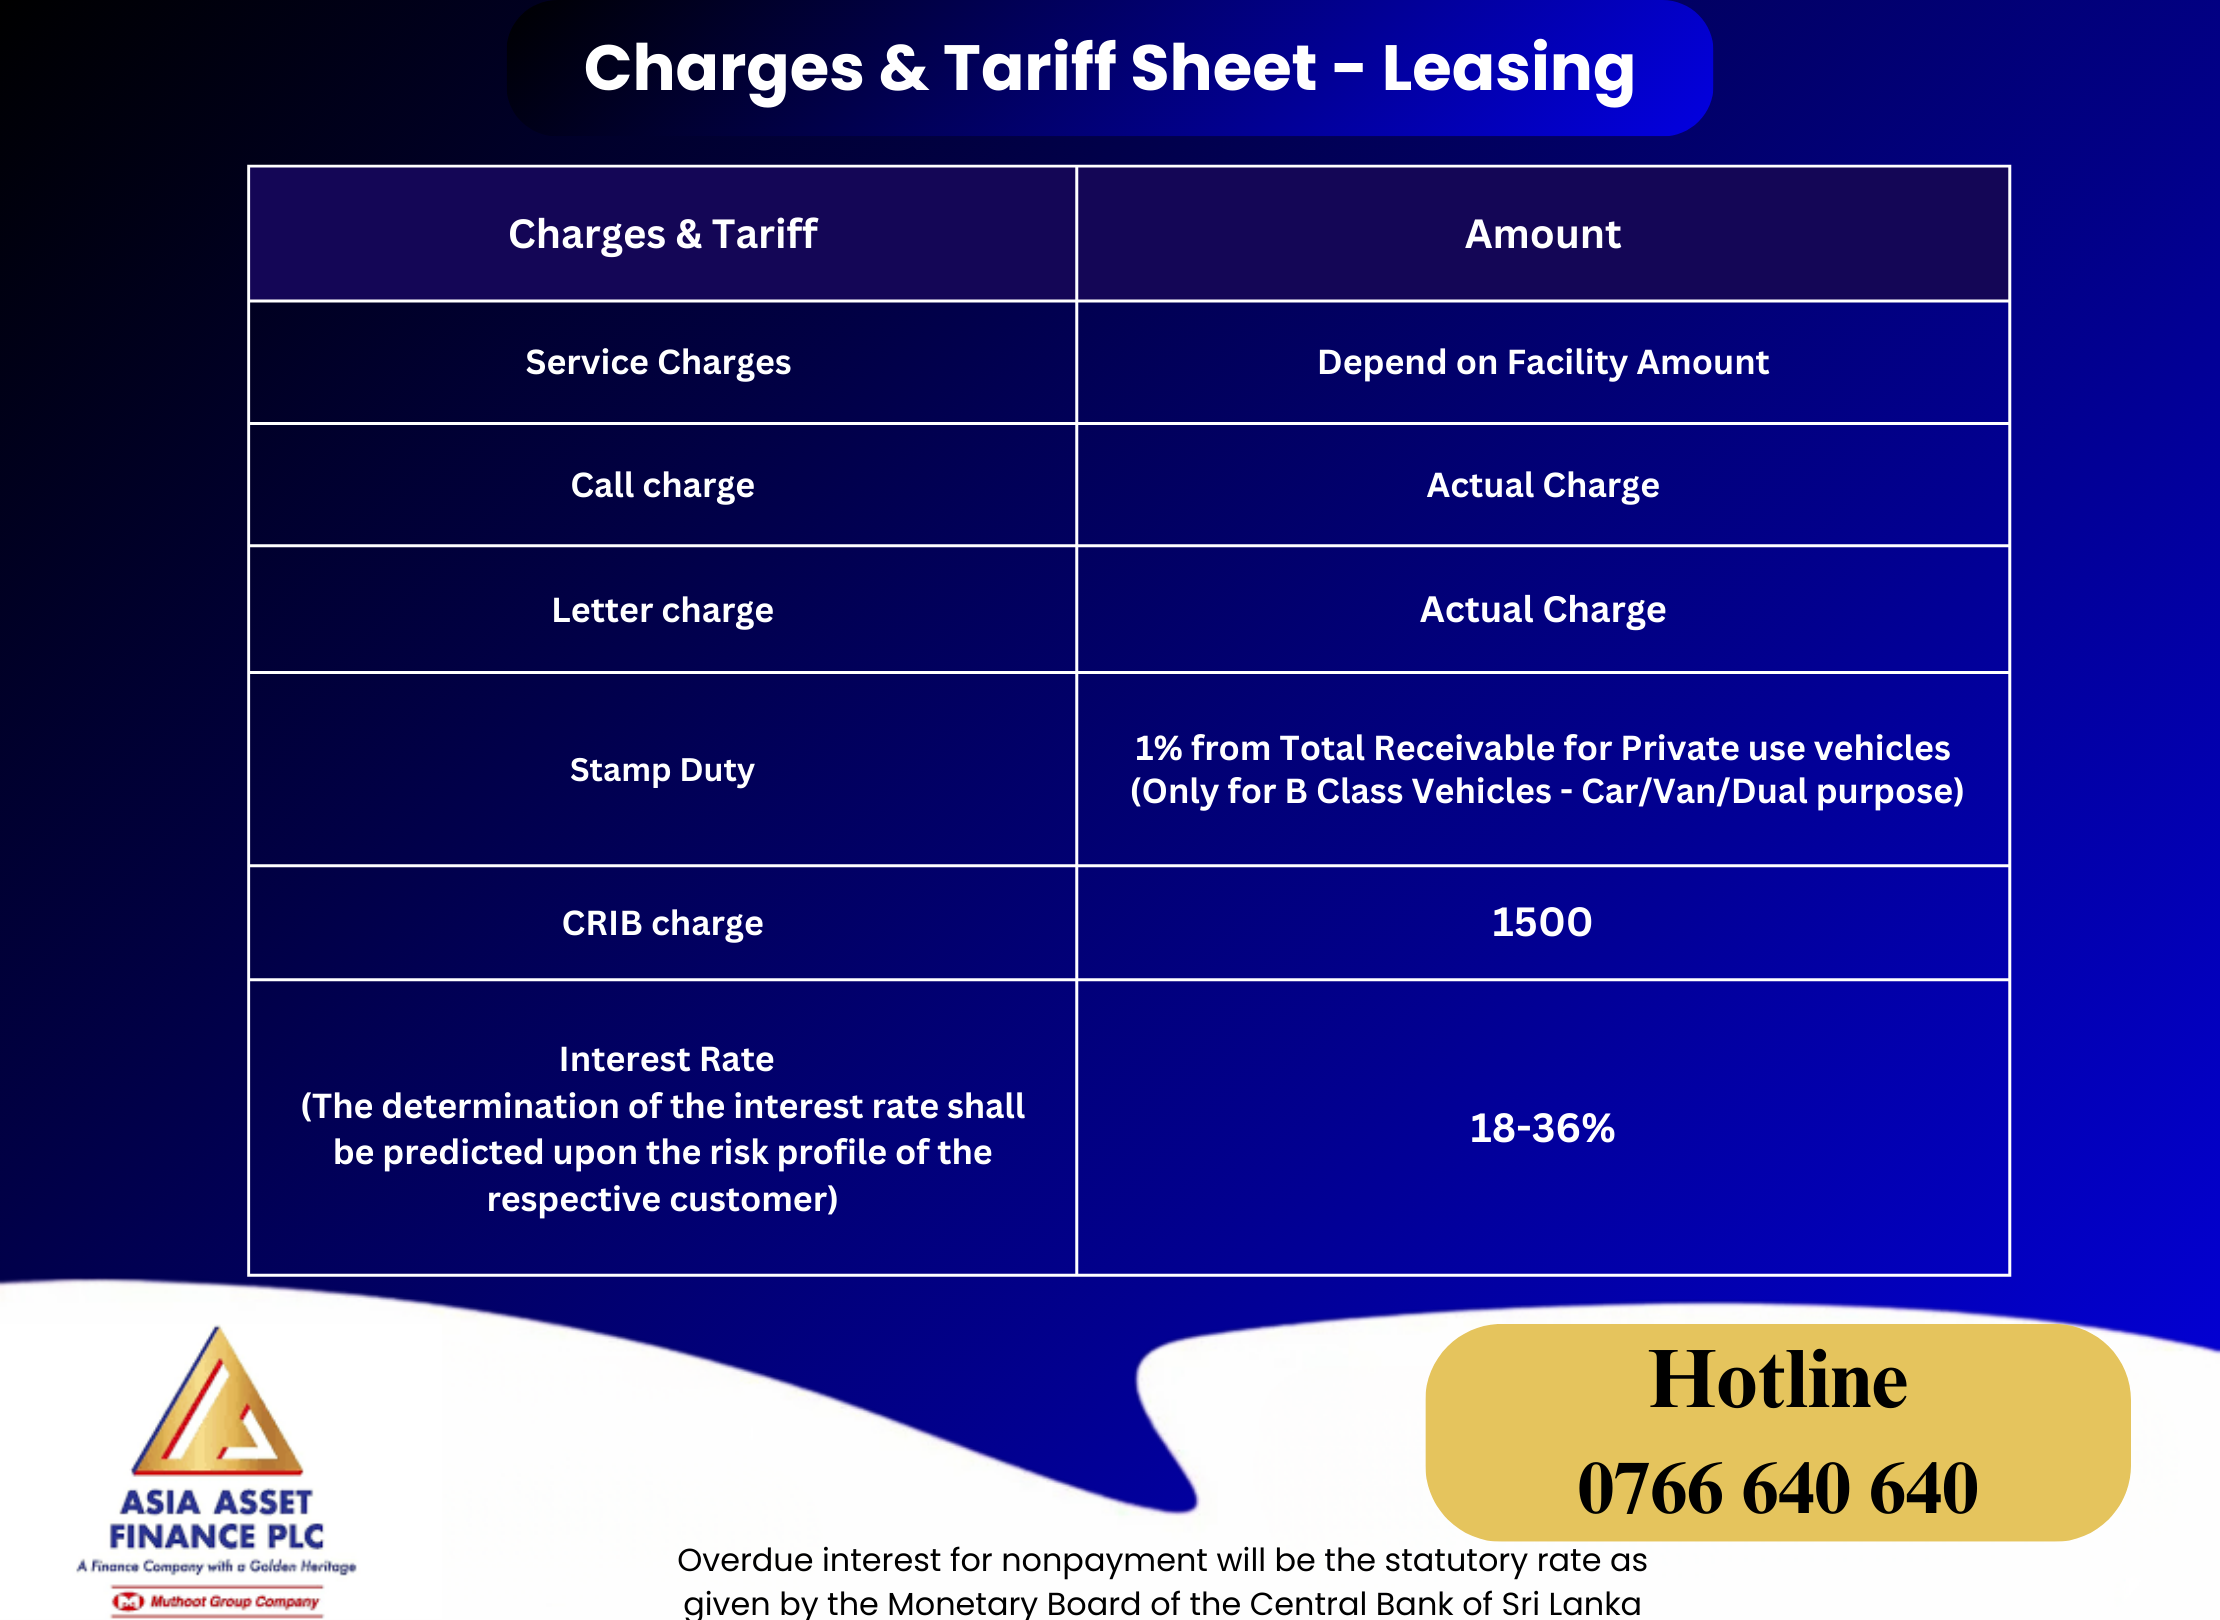 Charges & Tariff Sheet - Leasing
Charges & Tariff
Amount
Service Charges
Depend on Facility Amount
Call charge
Actual Charge
Letter charge
Actual Charge
Stamp Duty
1% from Total Receivable for Private use vehicles
(Only for B Class Vehicles - Car/Van/Dual purpose)
CRIB charge
1500
Interest Rate
(The determination of the interest rate shall
be predicted upon the risk profile of the
respective customer)
18-36%
Hotline
0766 640 640
ASIA ASSET
FINANCE PLC
A Finance Company with a Golden Heritage
Muthoot Group Company
Overdue interest for nonpayment will be the statutory rate as
given by the Monetary Board of the Central Bank of Sri Lanka